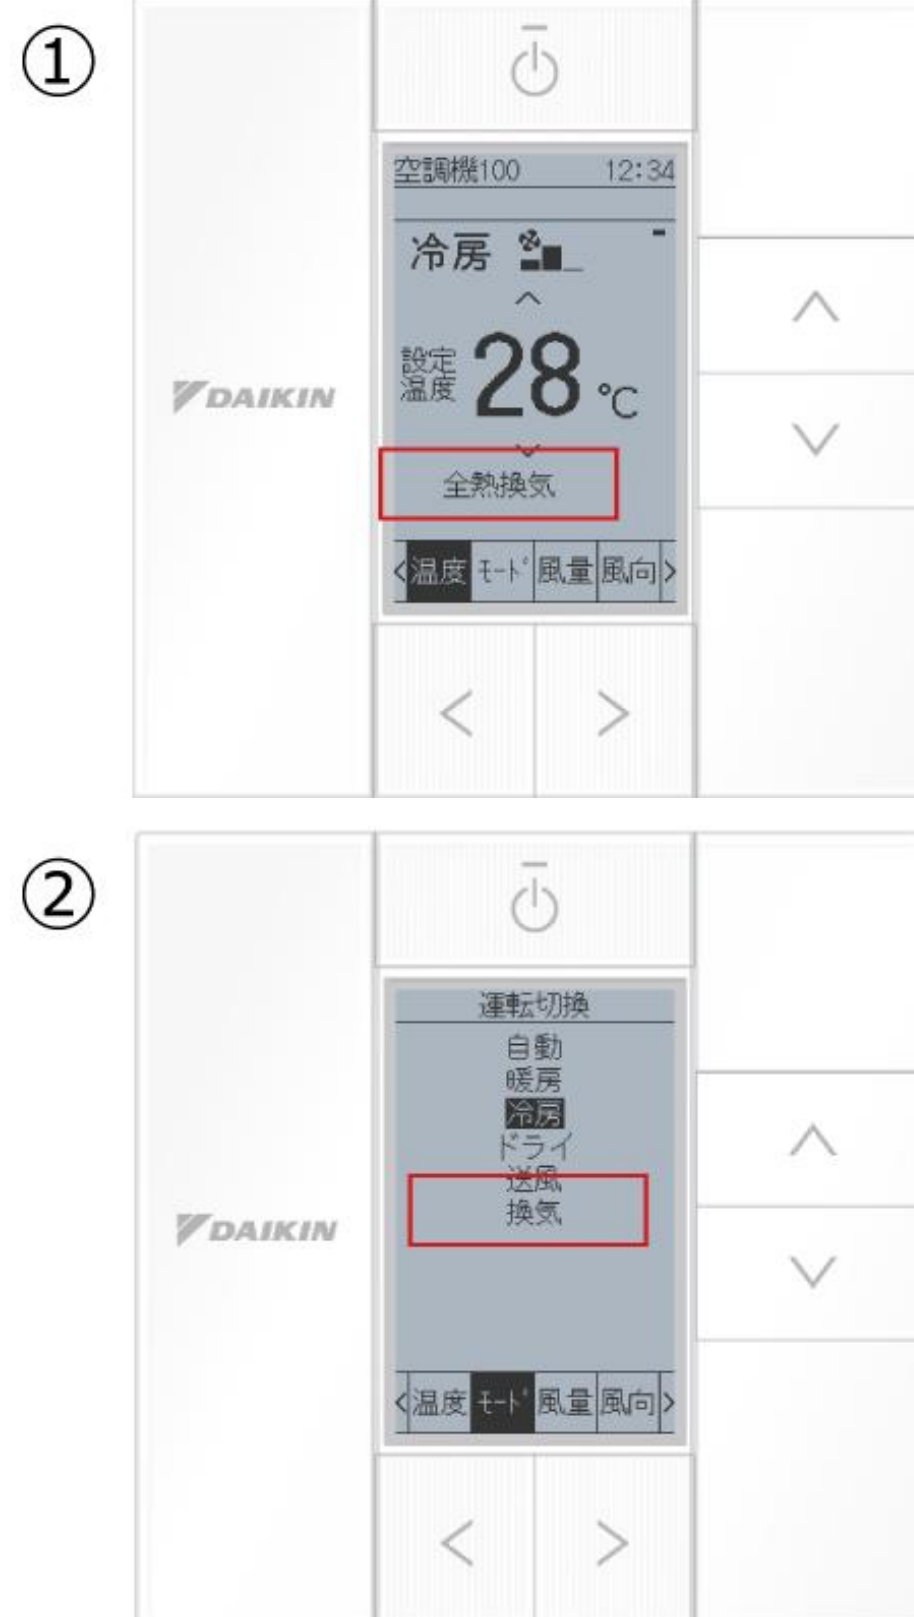 ①
空調機100 12:34
冷房
設定温度 28 ℃
全熱換気
温度 ﾓｰﾄﾞ 風量 風向
DAIKIN
②
運転切換
自動
暖房
冷房
ドライ
送風
換気
温度 ﾓｰﾄﾞ 風量 風向
DAIKIN